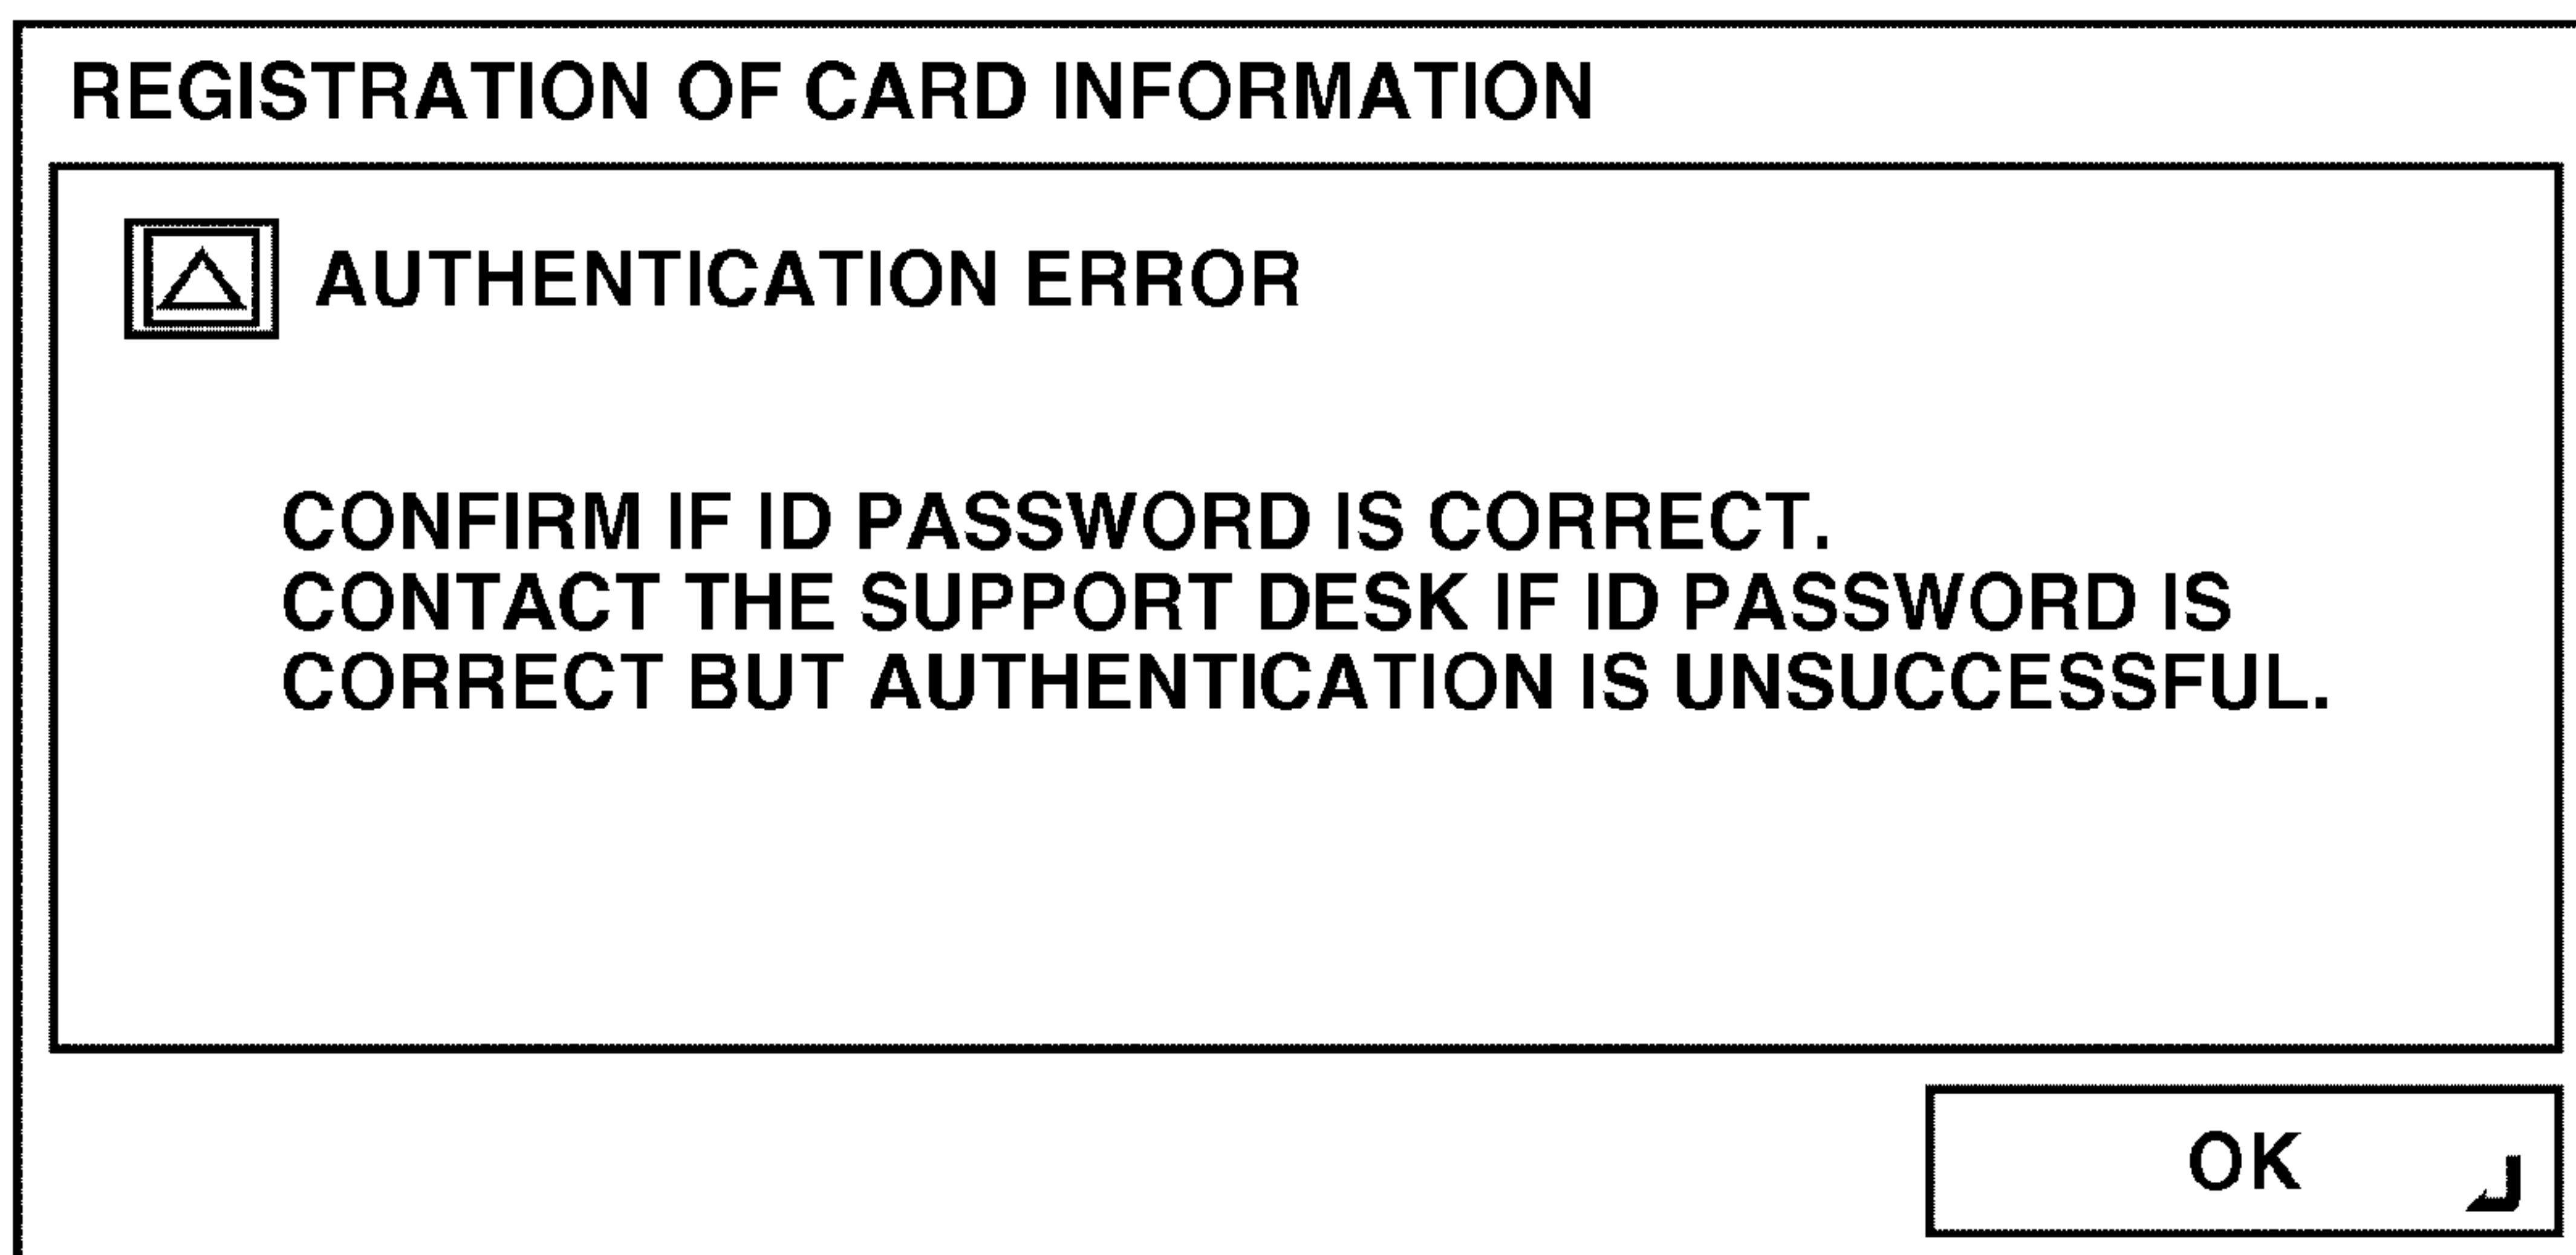 REGISTRATION OF CARD INFORMATION
AUTHENTICATION ERROR
CONFIRM IF ID PASSWORD IS CORRECT.
CONTACT THE SUPPORT DESK IF ID PASSWORD IS
CORRECT BUT AUTHENTICATION IS UNSUCCESSFUL.
OK